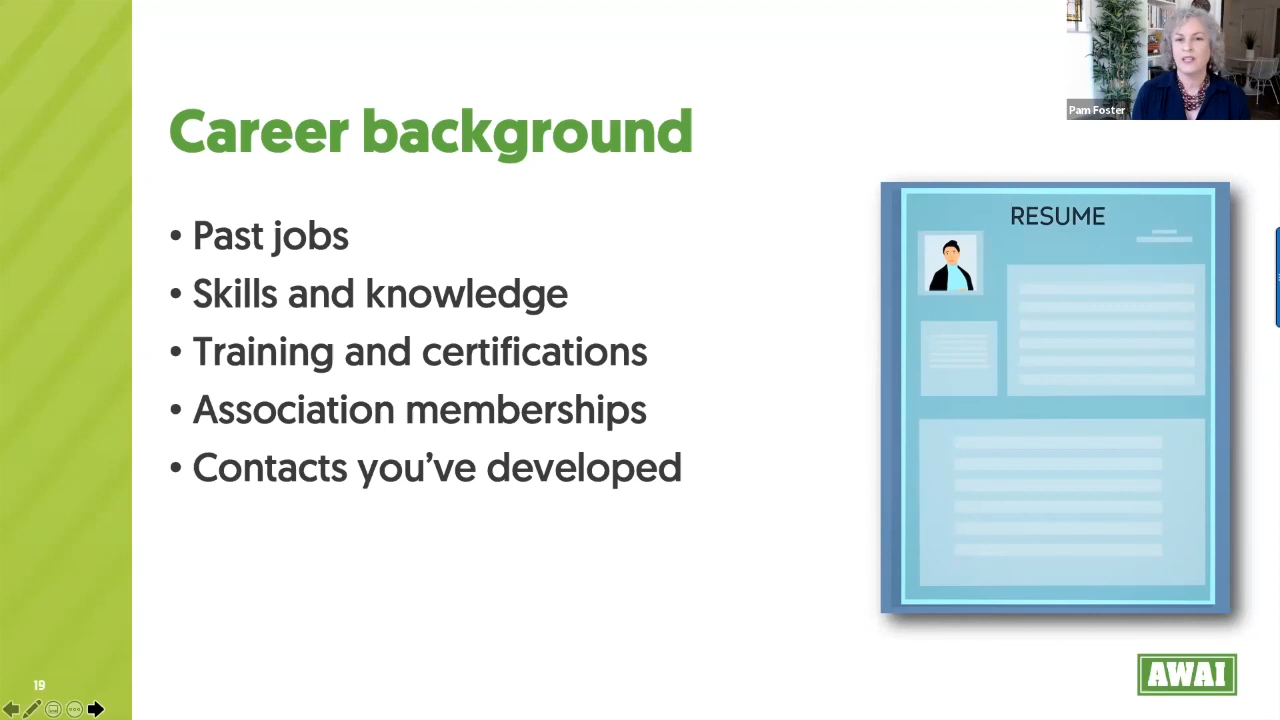 Pam Foster
Career background
• Past jobs
• Skills and knowledge
• Training and certifications
• Association memberships
• Contacts you’ve developed
RESUME
19
AWAI